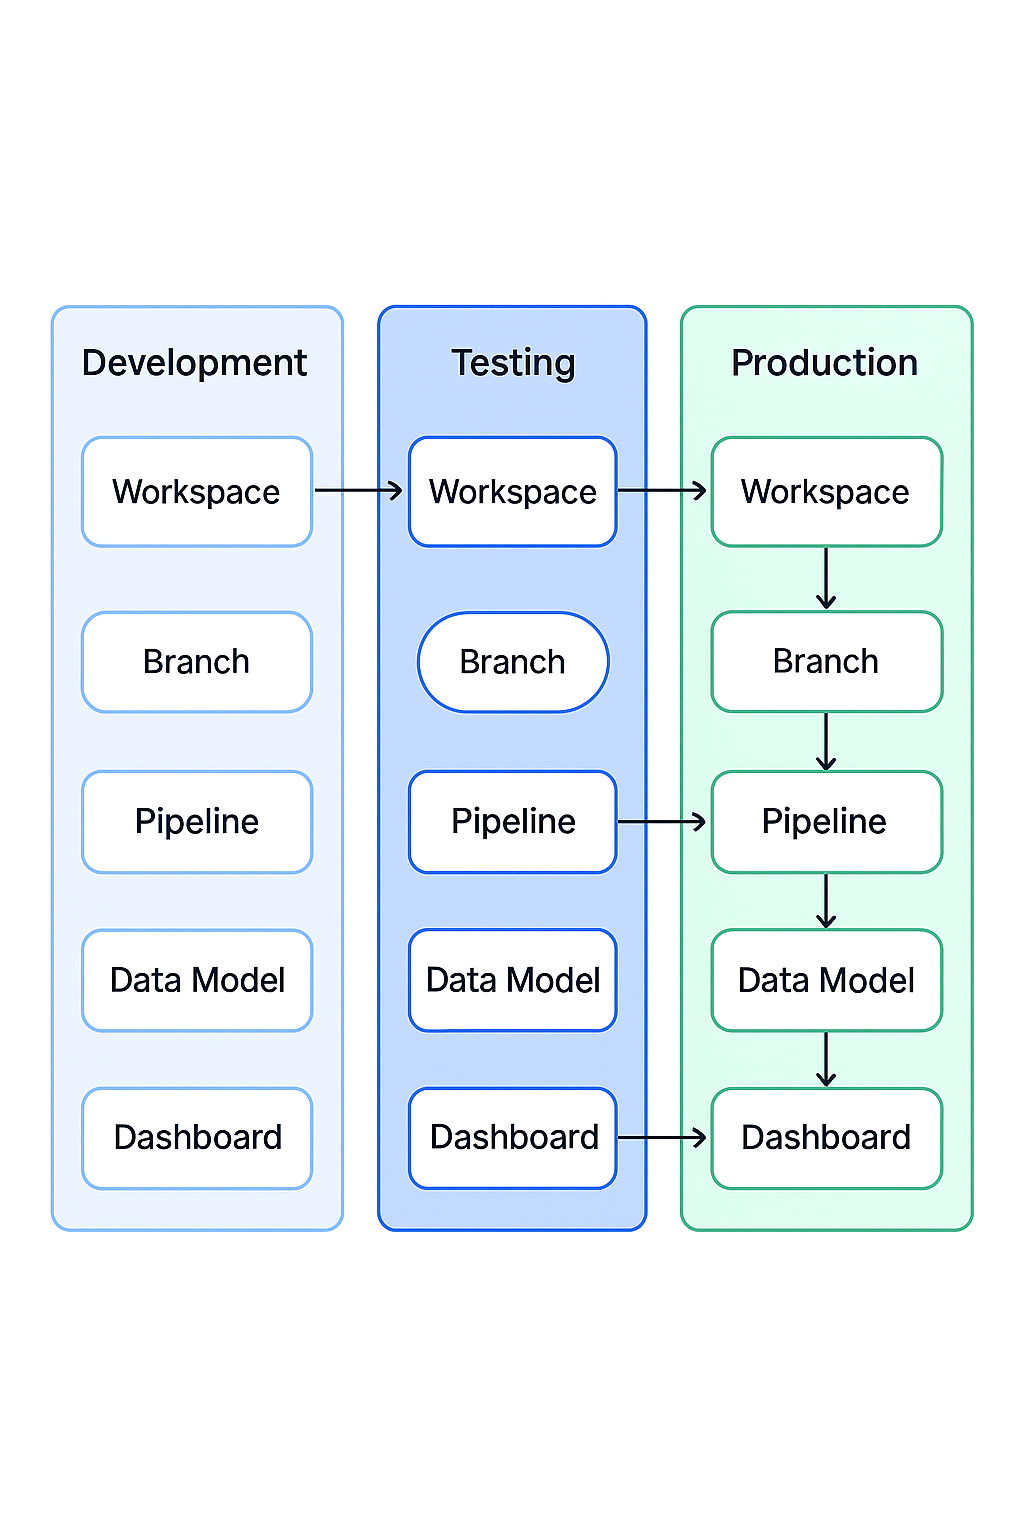 Development
Workspace
Branch
Pipeline
Data Model
Dashboard
Testing
Workspace
Branch
Pipeline
Data Model
Dashboard
Production
Workspace
Branch
Pipeline
Data Model
Dashboard